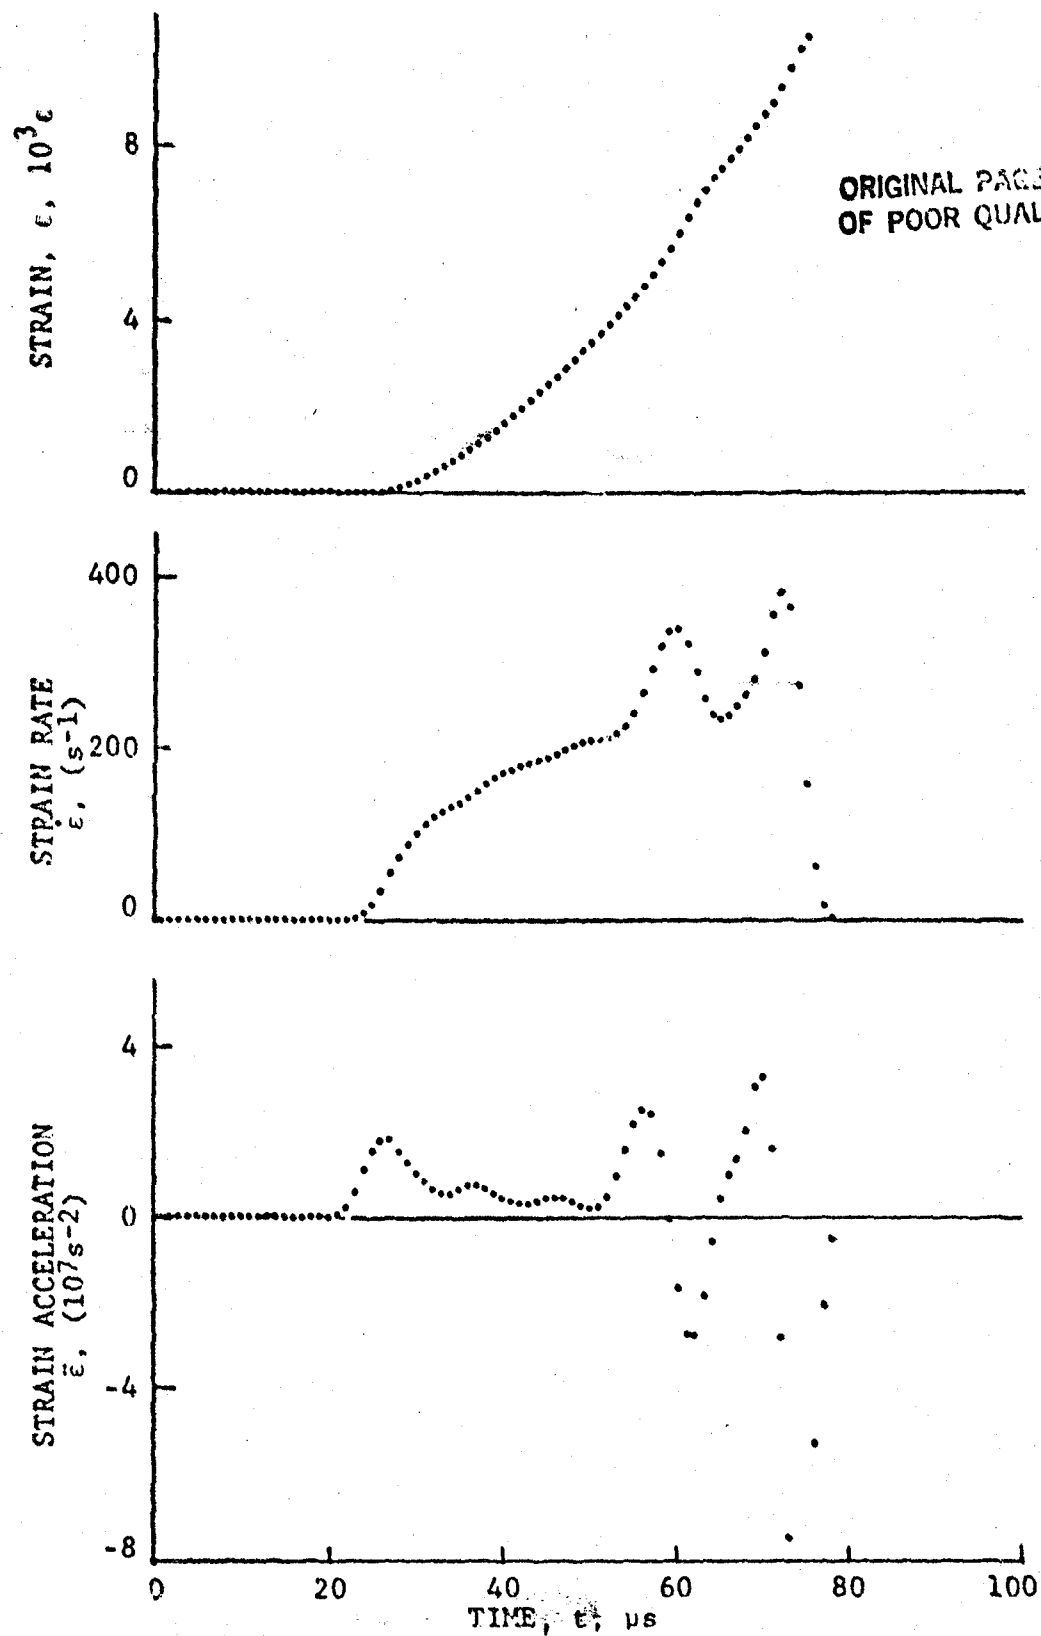 STRAIN, ε, 10³ε
8
4
0
ORIGINAL PAGE
OF POOR QUAL
STRAIN RATE
ε̇, (s⁻¹)
400
200
0
STRAIN ACCELERATION
ε̈, (10⁷s⁻²)
4
0
-4
-8
0 20 40 60 80 100
TIME, t, µs